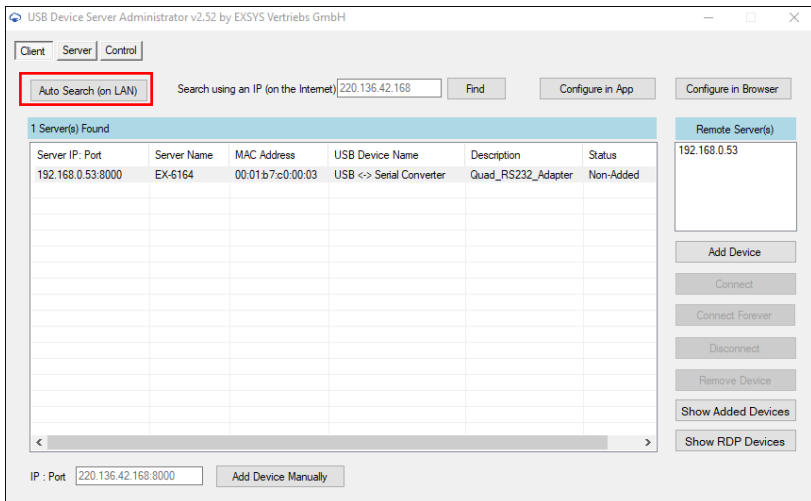 USB Device Server Administrator v2.52 by EXSYS Vertriebs GmbH
Client Server Control
Auto Search (on LAN) Search using an IP (on the Internet) 220.136.42.168 Find Configure in App Configure in Browser
1 Server(s) Found Remote Server(s)
Server IP: Port Server Name MAC Address USB Device Name Description Status 192.168.0.53
192.168.0.53:8000 EX-6164 00:01:b7:c0:00:03 USB <-> Serial Converter Quad_RS232_Adapter Non-Added
Add Device
Connect
Connect Forever
Disconnect
Remove Device
Show Added Devices
Show RDP Devices
IP : Port 220.136.42.168:8000 Add Device Manually